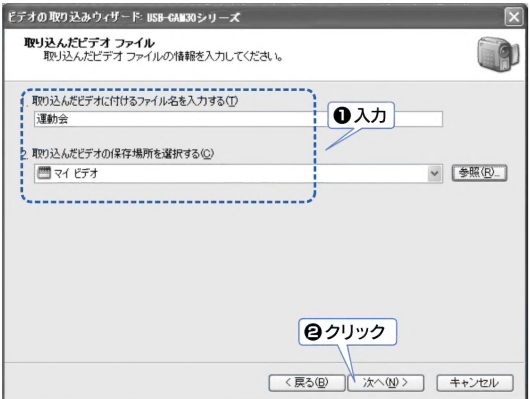 ビデオの取り込みウィザード: USB-CAM30シリーズ
取り込んだビデオ ファイル
取り込んだビデオ ファイルの情報を入力してください。
1. 取り込んだビデオに付けるファイル名を入力する(T)
❶入力
運動会
2. 取り込んだビデオの保存場所を選択する(C)
マイ ビデオ
参照(R)...
❷クリック
< 戻る(B)
次へ(N) >
キャンセル